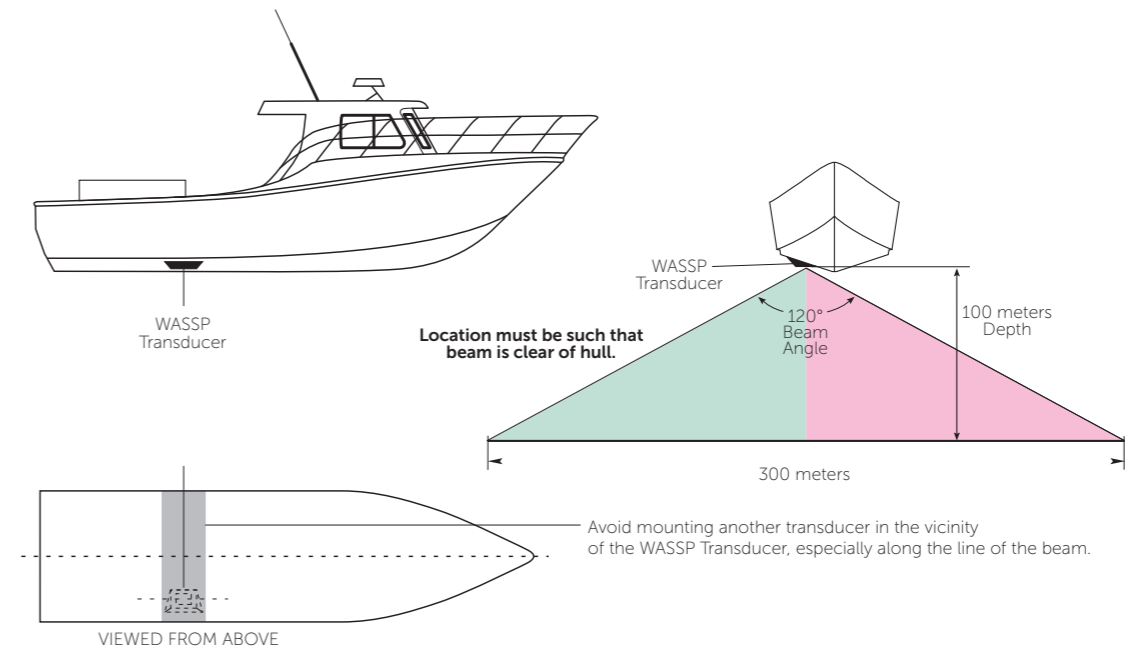 WASSP
Transducer
WASSP
Transducer
120°
Beam
Angle
100 meters
Depth
Location must be such that
beam is clear of hull.
300 meters
Avoid mounting another transducer in the vicinity
of the WASSP Transducer, especially along the line of the beam.
VIEWED FROM ABOVE